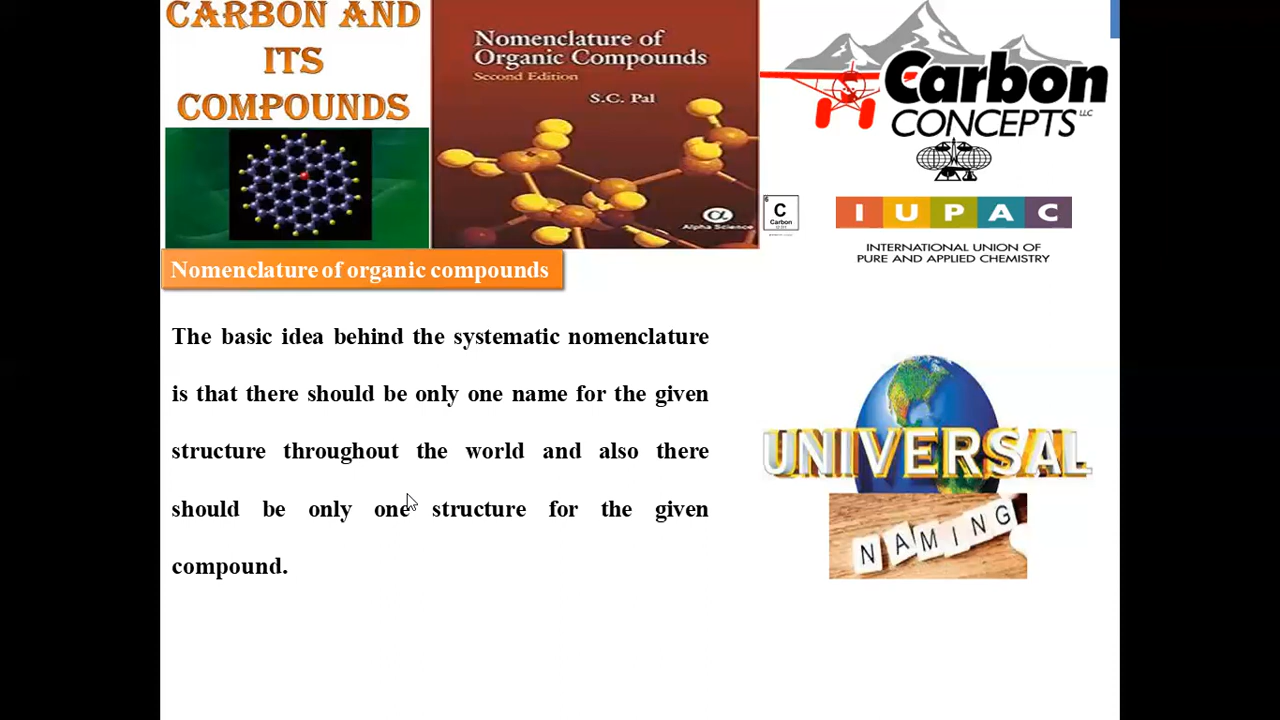 CARBON AND
ITS
COMPOUNDS
Nomenclature of
Organic Compounds
Second Edition
S.C. Pal
α
Alpha Science
Carbon
CONCEPTS LLC
6
C
Carbon
IUPAC
INTERNATIONAL UNION OF
PURE AND APPLIED CHEMISTRY
Nomenclature of organic compounds
The basic idea behind the systematic nomenclature
is that there should be only one name for the given
structure throughout the world and also there
should be only one structure for the given
compound.
UNIVERSAL
NAMING